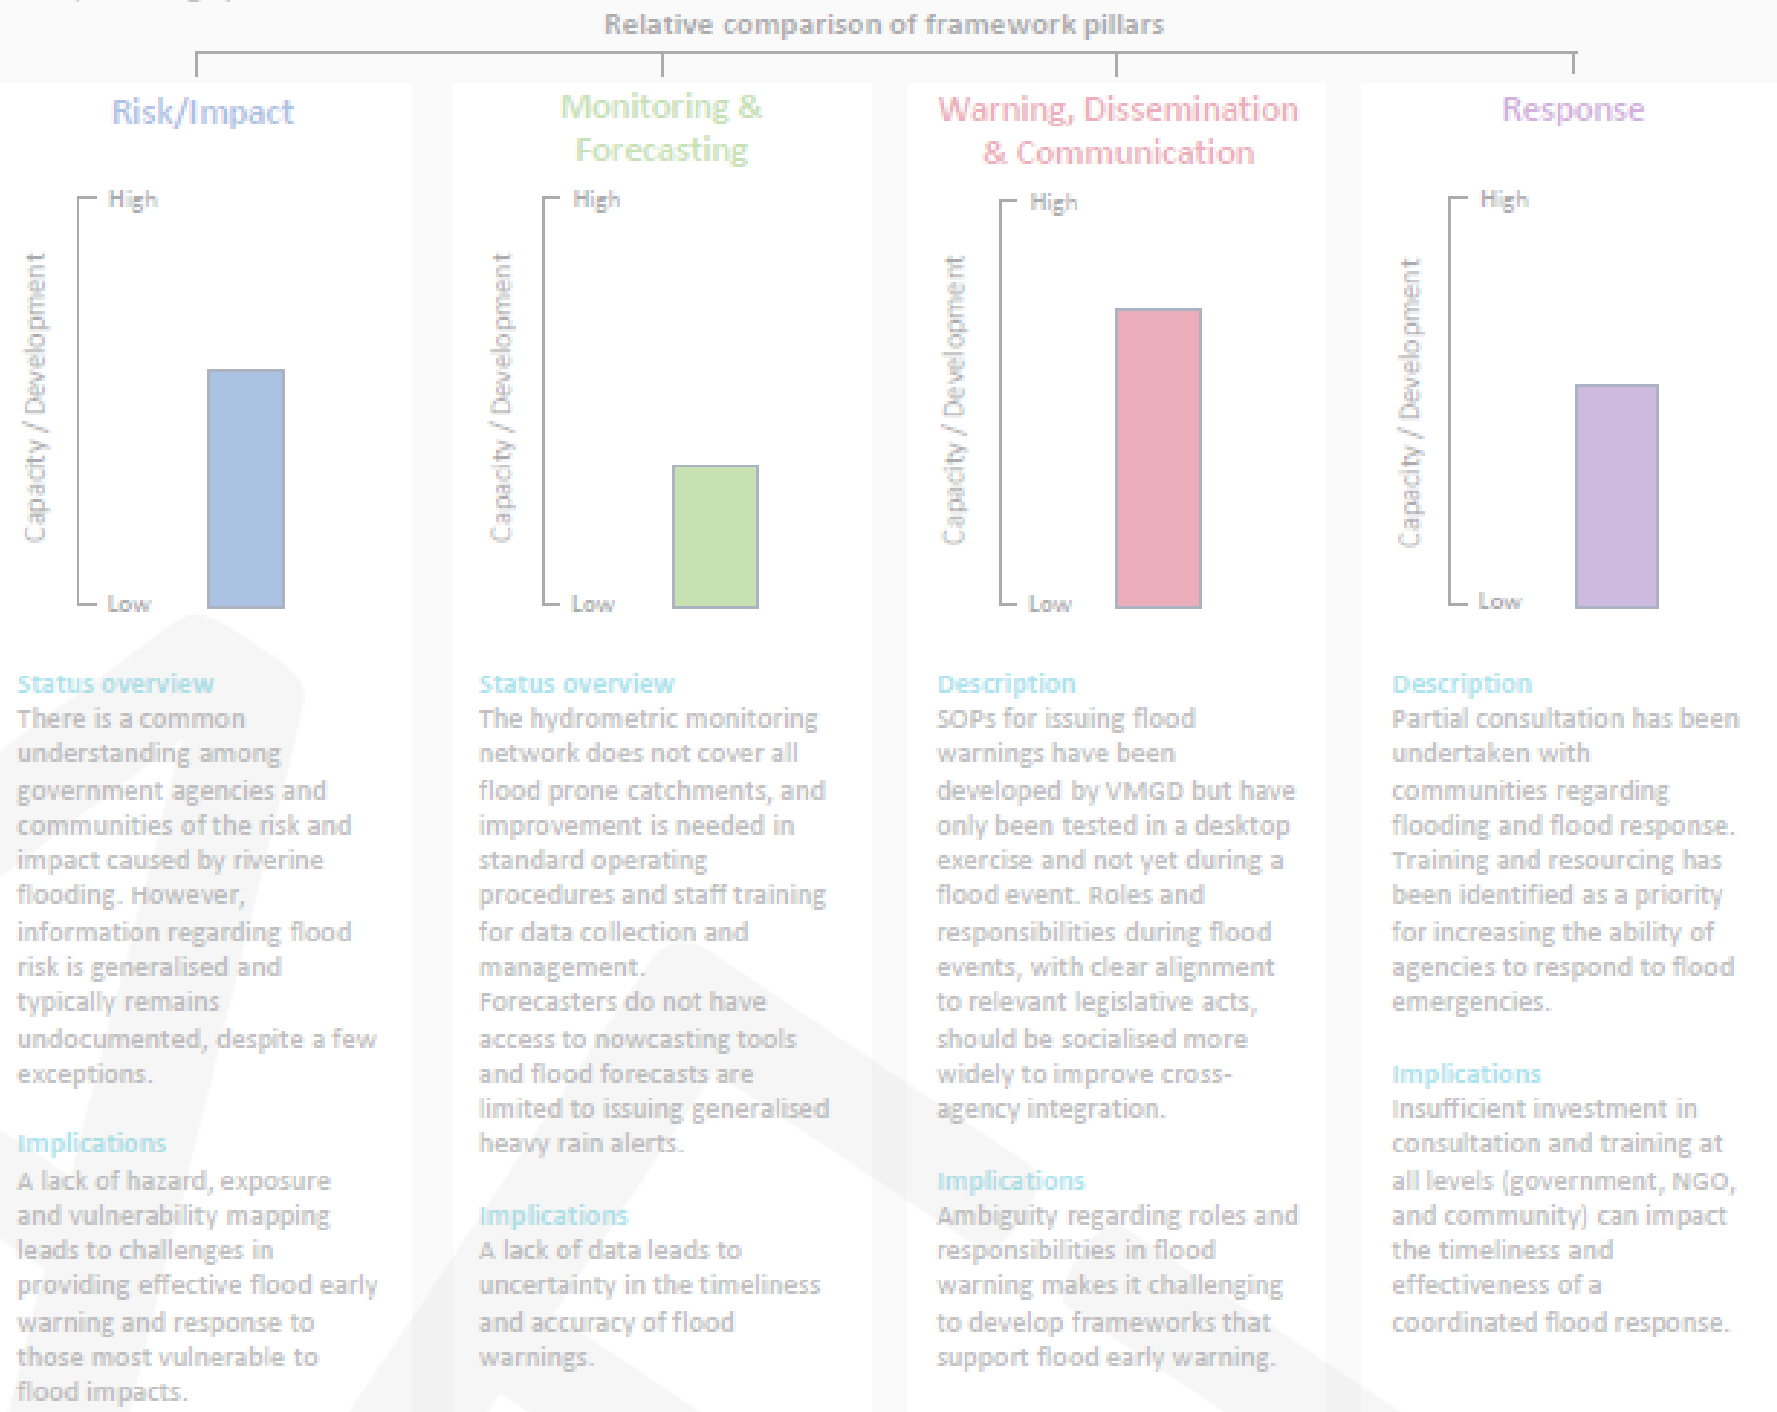 Relative comparison of framework pillars
Risk/Impact
High
Capacity / Development
Low
Status overview
There is a common
understanding among
government agencies and
communities of the risk and
impact caused by riverine
flooding. However,
information regarding flood
risk is generalised and
typically remains
undocumented, despite a few
exceptions.
Implications
A lack of hazard, exposure
and vulnerability mapping
leads to challenges in
providing effective flood early
warning and response to
those most vulnerable to
flood impacts.
Monitoring &
Forecasting
High
Capacity / Development
Low
Status overview
The hydrometric monitoring
network does not cover all
flood prone catchments, and
improvement is needed in
standard operating
procedures and staff training
for data collection and
management.
Forecasters do not have
access to nowcasting tools
and flood forecasts are
limited to issuing generalised
heavy rain alerts.
Implications
A lack of data leads to
uncertainty in the timeliness
and accuracy of flood
warnings.
Warning, Dissemination
& Communication
High
Capacity / Development
Low
Description
SOPs for issuing flood
warnings have been
developed by VMGD but have
only been tested in a desktop
exercise and not yet during a
flood event. Roles and
responsibilities during flood
events, with clear alignment
to relevant legislative acts,
should be socialised more
widely to improve cross-
agency integration.
Implications
Ambiguity regarding roles and
responsibilities in flood
warning makes it challenging
to develop frameworks that
support flood early warning.
Response
High
Capacity / Development
Low
Description
Partial consultation has been
undertaken with
communities regarding
flooding and flood response.
Training and resourcing has
been identified as a priority
for increasing the ability of
agencies to respond to flood
emergencies.
Implications
Insufficient investment in
consultation and training at
all levels (government, NGO,
and community) can impact
the timeliness and
effectiveness of a
coordinated flood response.